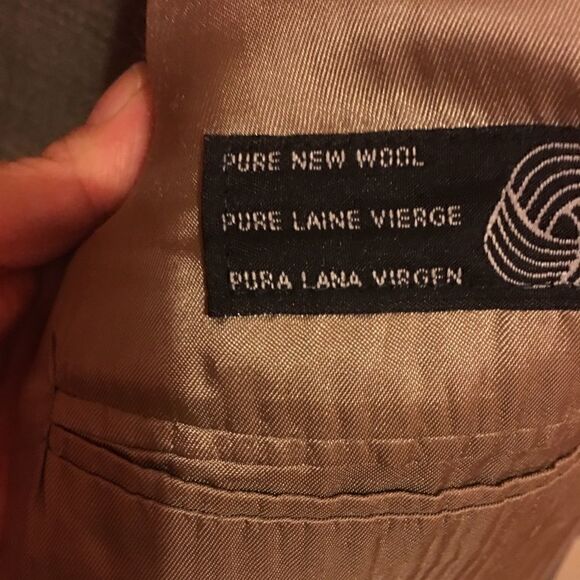 PURE NEW WOOL
PURE LAINE VIERGE
PURA LANA VIRGEN